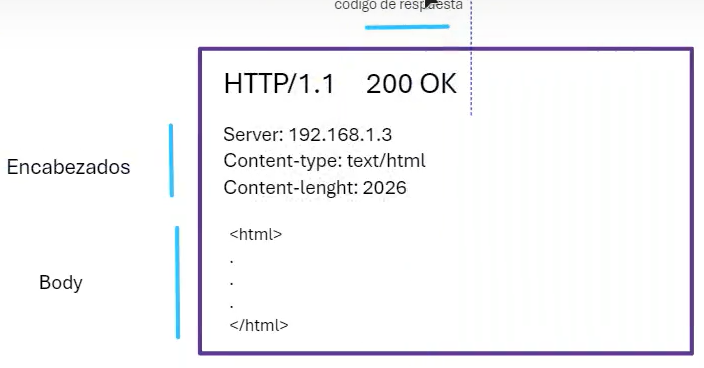 código de respuesta
HTTP/1.1 200 OK
Server: 192.168.1.3
Content-type: text/html
Content-lenght: 2026
Encabezados
<html>
.
.
.
</html>
Body